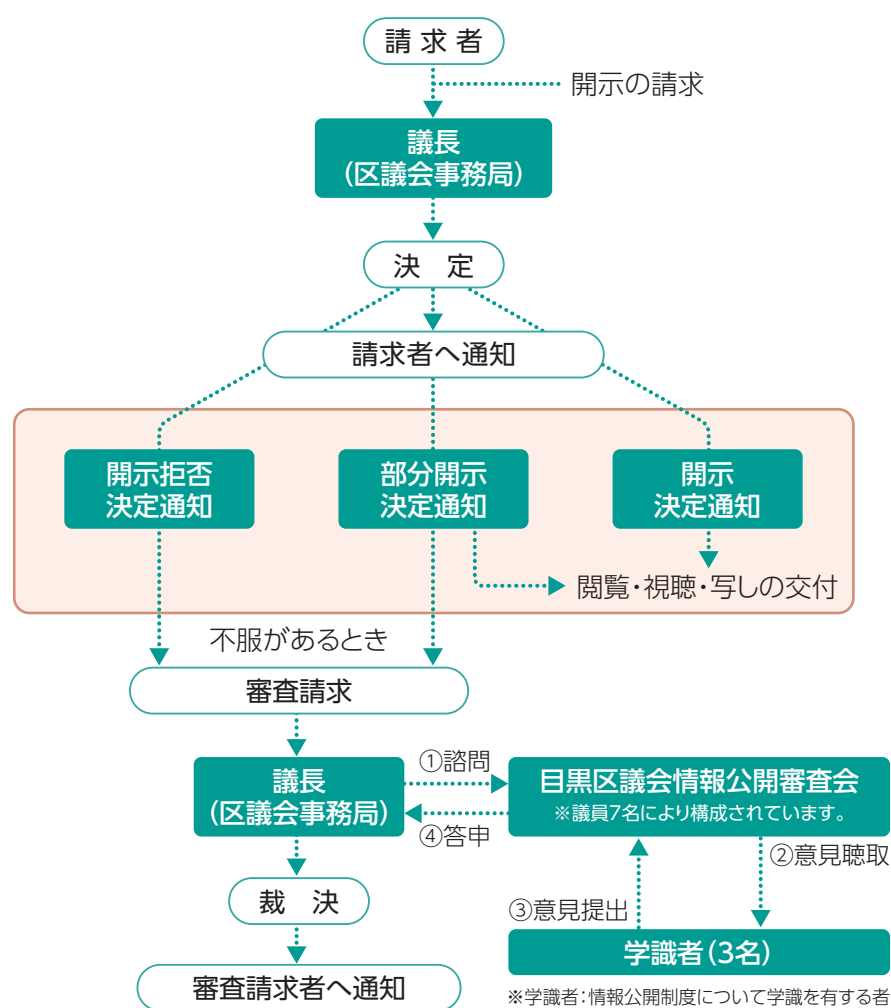 請求者
開示の請求
議長
(区議会事務局)
決 定
請求者へ通知
開示拒否
決定通知
部分開示
決定通知
開示
決定通知
閲覧・視聴・写しの交付
不服があるとき
審査請求
議長
(区議会事務局)
①諮問
④答申
目黒区議会情報公開審査会
※議員7名により構成されています。
②意見聴取
③意見提出
学識者(3名)
※学識者:情報公開制度について学識を有する者
裁 決
審査請求者へ通知